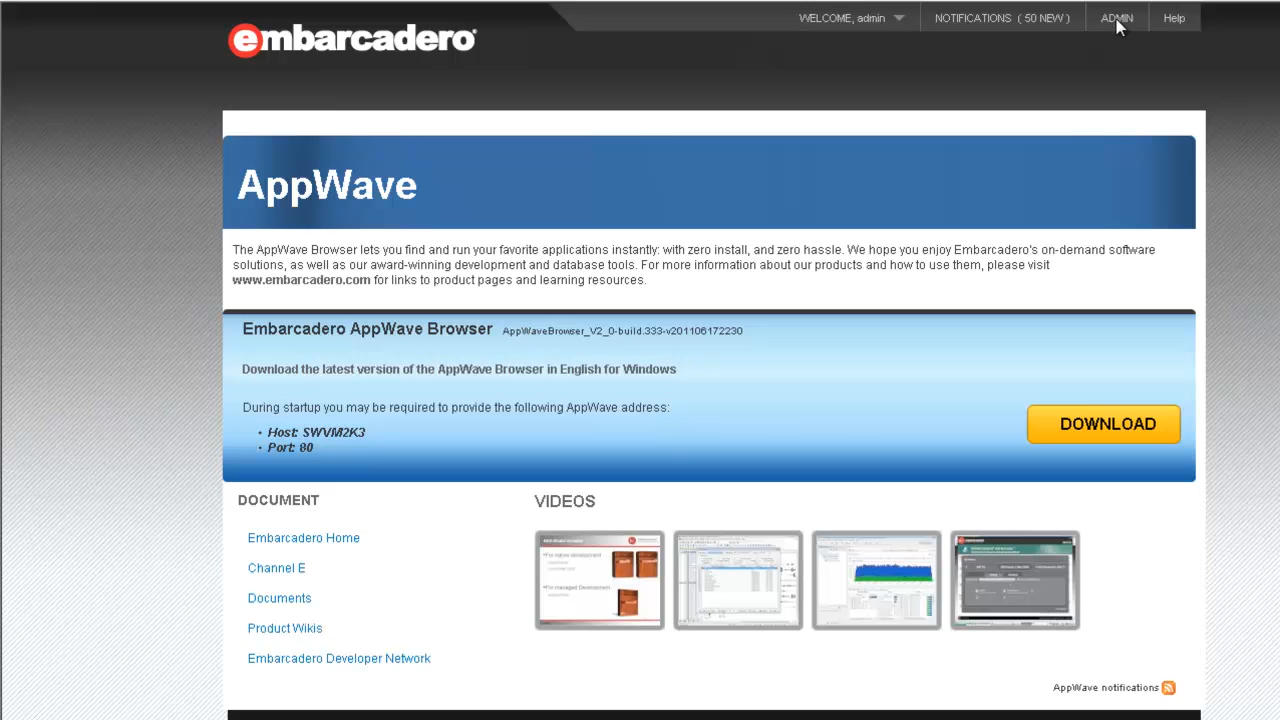 WELCOME, admin
NOTIFICATIONS ( 50 NEW )
ADMIN
Help
embarcadero®
AppWave
The AppWave Browser lets you find and run your favorite applications instantly: with zero install, and zero hassle. We hope you enjoy Embarcadero's on-demand software
solutions, as well as our award-winning development and database tools. For more information about our products and how to use them, please visit
www.embarcadero.com for links to product pages and learning resources.
Embarcadero AppWave Browser AppWaveBrowser_V2_0-build.333-v201106172230
Download the latest version of the AppWave Browser in English for Windows
During startup you may be required to provide the following AppWave address:
• Host: SWVM2K3
• Port: 80
DOWNLOAD
DOCUMENT
Embarcadero Home
Channel E
Documents
Product Wikis
Embarcadero Developer Network
VIDEOS
AppWave notifications